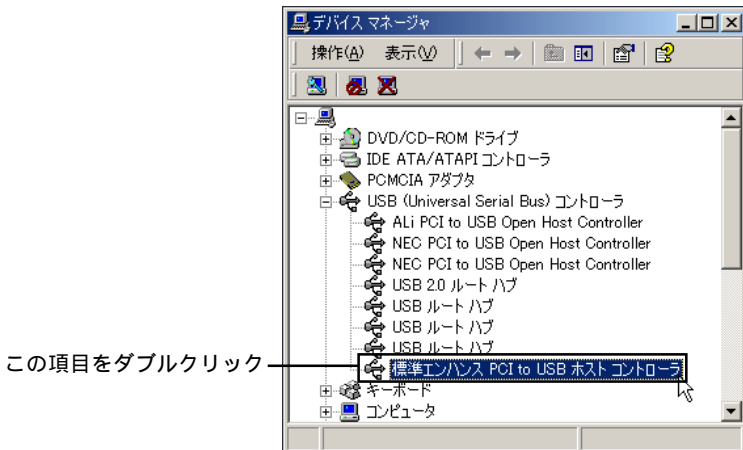 デバイス マネージャ
操作(A) 表示(V)
DVD/CD-ROM ドライブ
IDE ATA/ATAPI コントローラ
PCMCIA アダプタ
USB (Universal Serial Bus) コントローラ
ALi PCI to USB Open Host Controller
NEC PCI to USB Open Host Controller
NEC PCI to USB Open Host Controller
USB 2.0 ルート ハブ
USB ルート ハブ
USB ルート ハブ
USB ルート ハブ
この項目をダブルクリック
標準エンハンス PCI to USB ホスト コントローラ
キーボード
コンピュータ